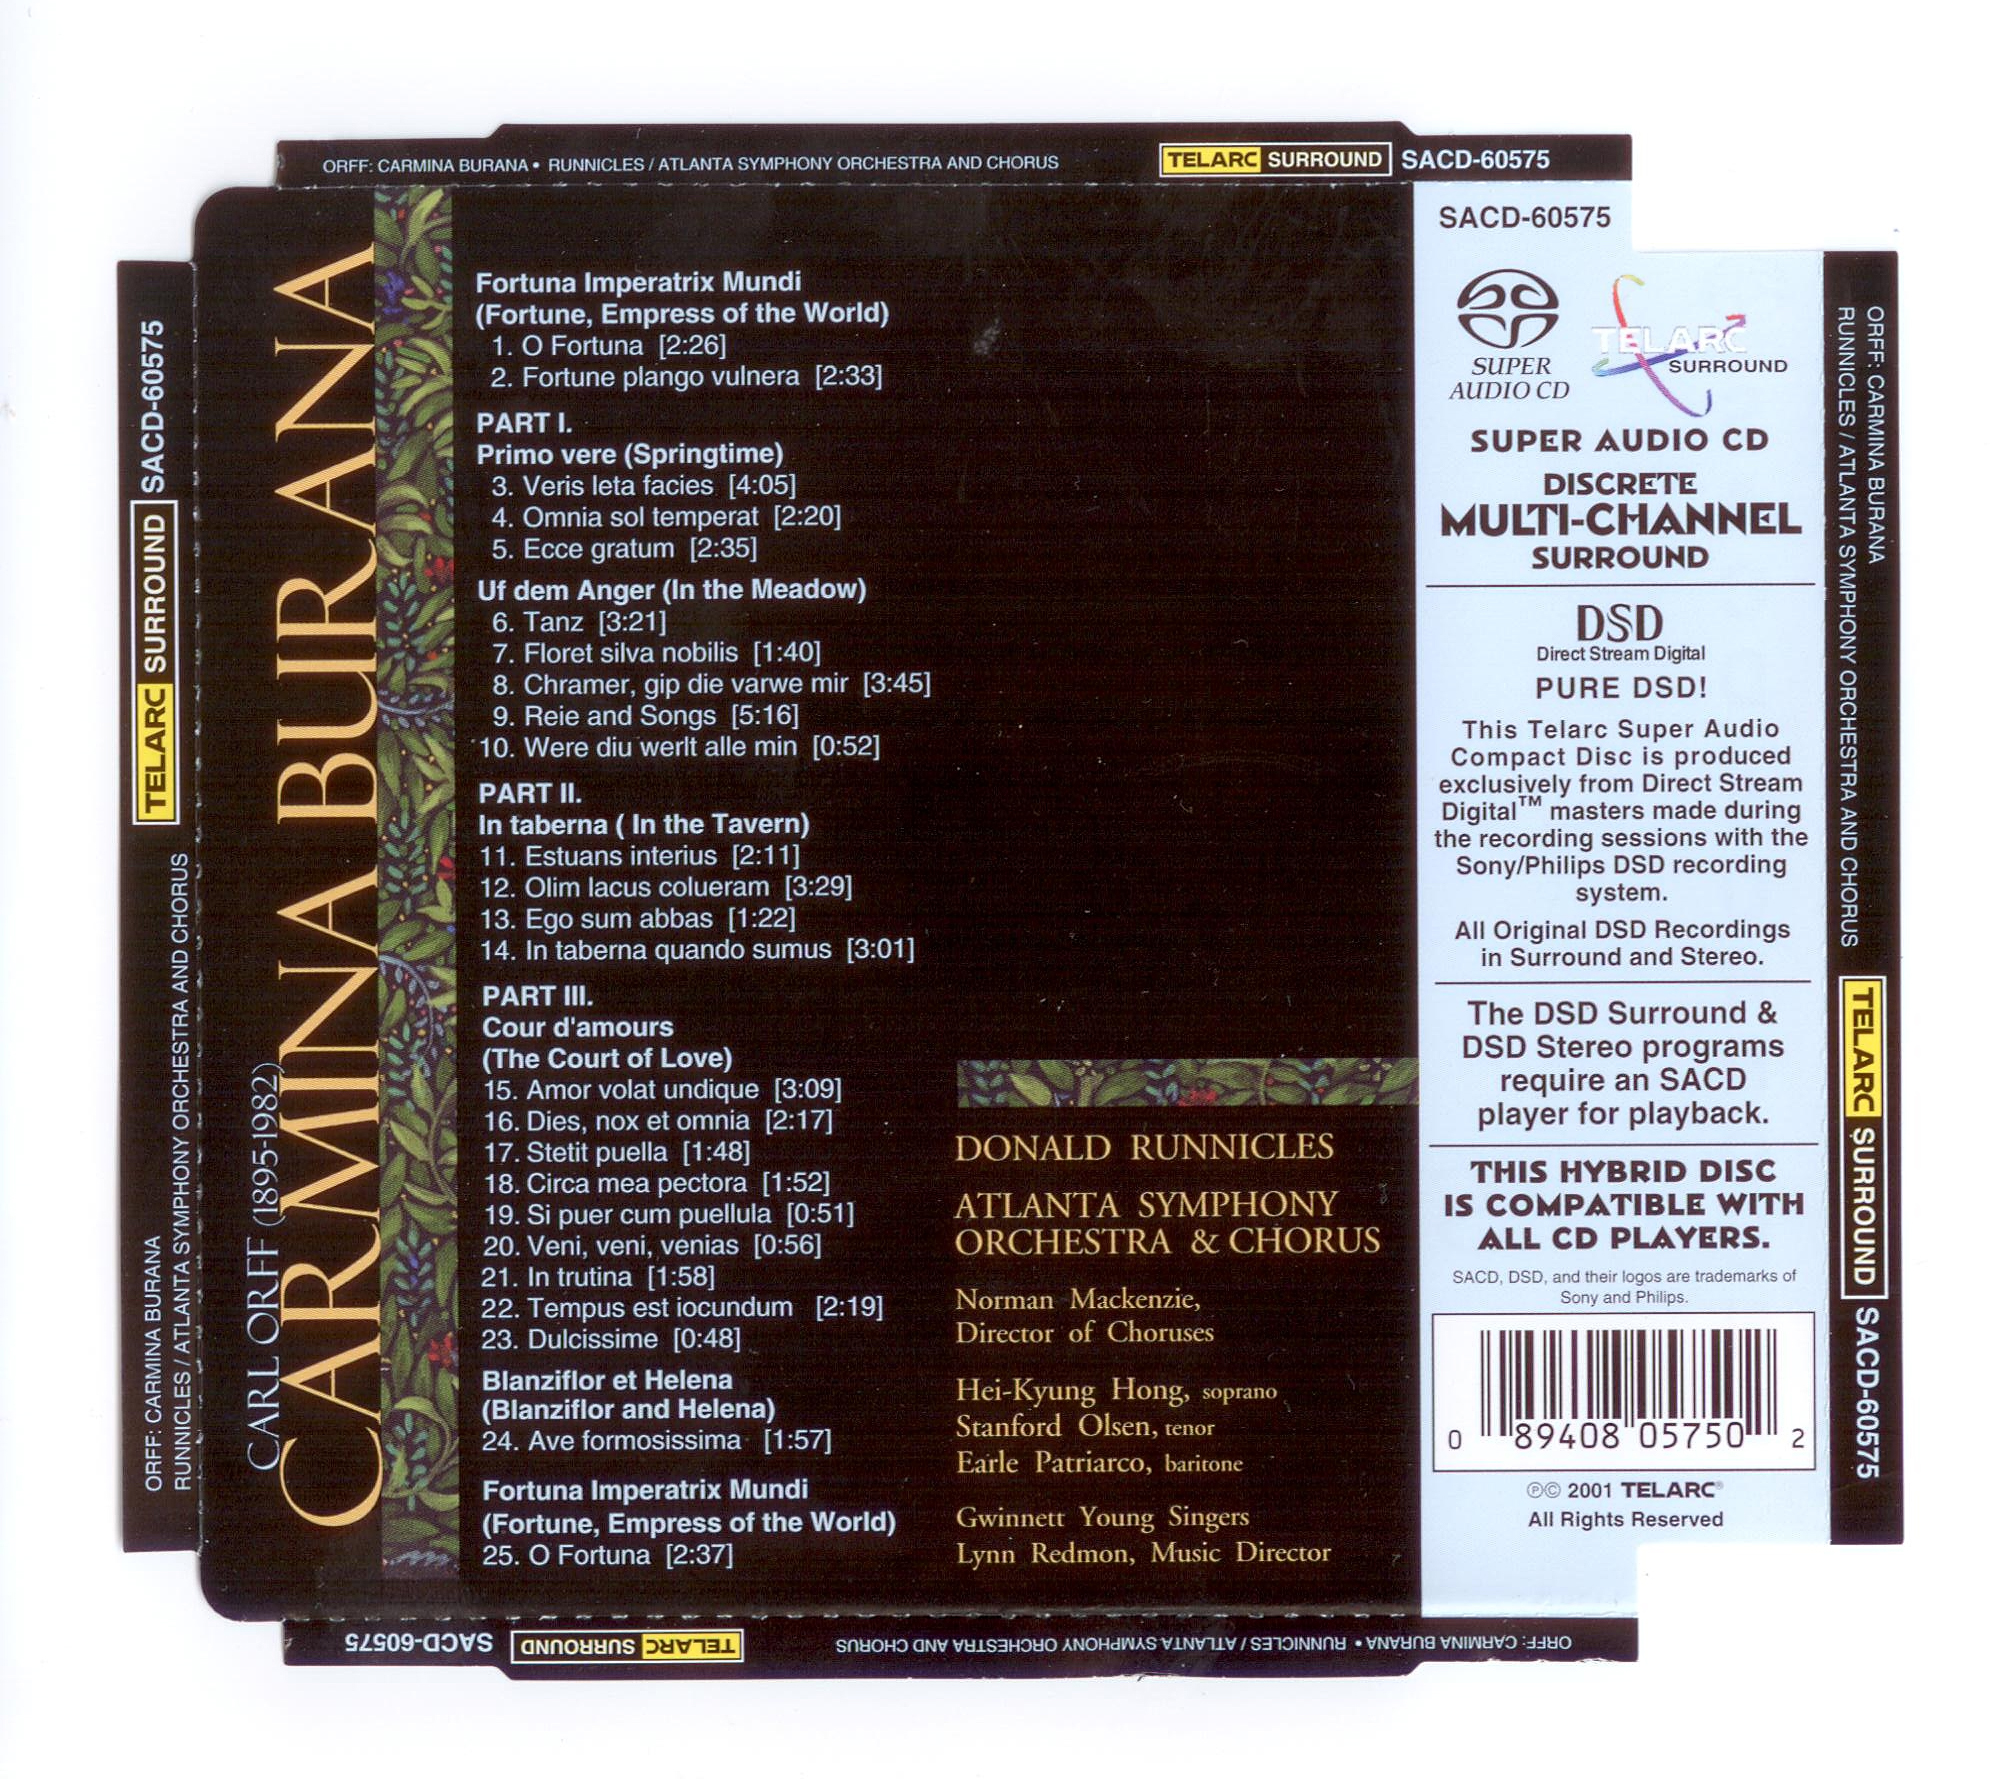 ORFF: CARMINA BURANA • RUNNICLES / ATLANTA SYMPHONY ORCHESTRA AND CHORUS
TELARC SURROUND SACD-60575
ORFF: CARMINA BURANA
RUNNICLES / ATLANTA SYMPHONY ORCHESTRA AND CHORUS
TELARC SURROUND SACD-60575
CARL ORFF (1895-1982)
CARMINA BURANA
Fortuna Imperatrix Mundi
(Fortune, Empress of the World)
1. O Fortuna [2:26]
2. Fortune plango vulnera [2:33]
PART I.
Primo vere (Springtime)
3. Veris leta facies [4:05]
4. Omnia sol temperat [2:20]
5. Ecce gratum [2:35]
Uf dem Anger (In the Meadow)
6. Tanz [3:21]
7. Floret silva nobilis [1:40]
8. Chramer, gip die varwe mir [3:45]
9. Reie and Songs [5:16]
10. Were diu werlt alle min [0:52]
PART II.
In taberna ( In the Tavern)
11. Estuans interius [2:11]
12. Olim lacus colueram [3:29]
13. Ego sum abbas [1:22]
14. In taberna quando sumus [3:01]
PART III.
Cour d'amours
(The Court of Love)
15. Amor volat undique [3:09]
16. Dies, nox et omnia [2:17]
17. Stetit puella [1:48]
18. Circa mea pectora [1:52]
19. Si puer cum puellula [0:51]
20. Veni, veni, venias [0:56]
21. In trutina [1:58]
22. Tempus est iocundum [2:19]
23. Dulcissime [0:48]
Blanziflor et Helena
(Blanziflor and Helena)
24. Ave formosissima [1:57]
Fortuna Imperatrix Mundi
(Fortune, Empress of the World)
25. O Fortuna [2:37]
DONALD RUNNICLES
ATLANTA SYMPHONY
ORCHESTRA & CHORUS
Norman Mackenzie,
Director of Choruses
Hei-Kyung Hong, soprano
Stanford Olsen, tenor
Earle Patriarco, baritone
Gwinnett Young Singers
Lynn Redmon, Music Director
SACD-60575
SUPER
AUDIO CD
TELARC
SURROUND
SUPER AUDIO CD
DISCRETE
MULTI-CHANNEL
SURROUND
DSD
Direct Stream Digital
PURE DSD!
This Telarc Super Audio
Compact Disc is produced
exclusively from Direct Stream
Digital™ masters made during
the recording sessions with the
Sony/Philips DSD recording
system.
All Original DSD Recordings
in Surround and Stereo.
The DSD Surround &
DSD Stereo programs
require an SACD
player for playback.
THIS HYBRID DISC
IS COMPATIBLE WITH
ALL CD PLAYERS.
SACD, DSD, and their logos are trademarks of
Sony and Philips.
0 89408 05750 2
℗© 2001 TELARC®
All Rights Reserved
ORFF: CARMINA BURANA
RUNNICLES / ATLANTA SYMPHONY ORCHESTRA AND CHORUS
TELARC SURROUND SACD-60575
ORFF: CARMINA BURANA • RUNNICLES / ATLANTA SYMPHONY ORCHESTRA AND CHORUS
TELARC SURROUND SACD-60575